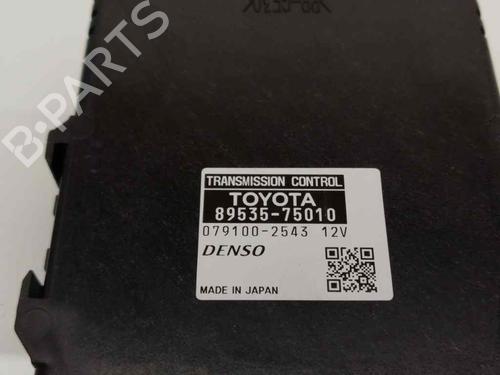 B-PARTS
TRANSMISSION CONTROL
TOYOTA
89535-75010
079100-2543 12V
DENSO
MADE IN JAPAN